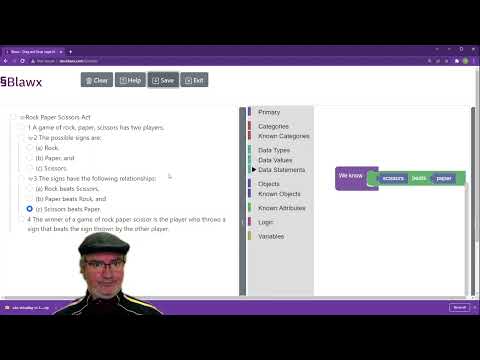 Blawx
Clear
Help
Save
Exit
Rock Paper Scissors Act
1 A game of rock, paper, scissors has two players.
2 The possible signs are:
(a) Rock,
(b) Paper, and
(c) Scissors.
3 The signs have the following relationships:
(a) Rock beats Scissors,
(b) Paper beats Rock, and
(c) Scissors beats Paper.
4 The winner of a game of rock paper scissor is the player who throws a
sign that beats the sign thrown by the other player.
Primary
Categories
Known Categories
Data Types
Data Values
Data Statements
Objects
Known Objects
Known Attributes
Logic
Variables
We know
scissors beats paper